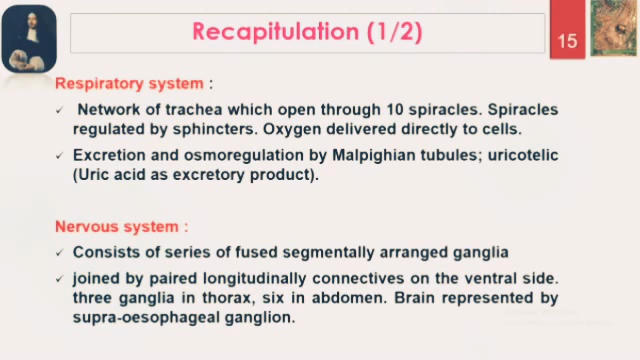 Recapitulation (1/2)
15
Respiratory system :
✓ Network of trachea which open through 10 spiracles. Spiracles
regulated by sphincters. Oxygen delivered directly to cells.
✓ Excretion and osmoregulation by Malpighian tubules; uricotelic
(Uric acid as excretory product).
Nervous system :
✓ Consists of series of fused segmentally arranged ganglia
✓ joined by paired longitudinally connectives on the ventral side.
three ganglia in thorax, six in abdomen. Brain represented by
supra-oesophageal ganglion.